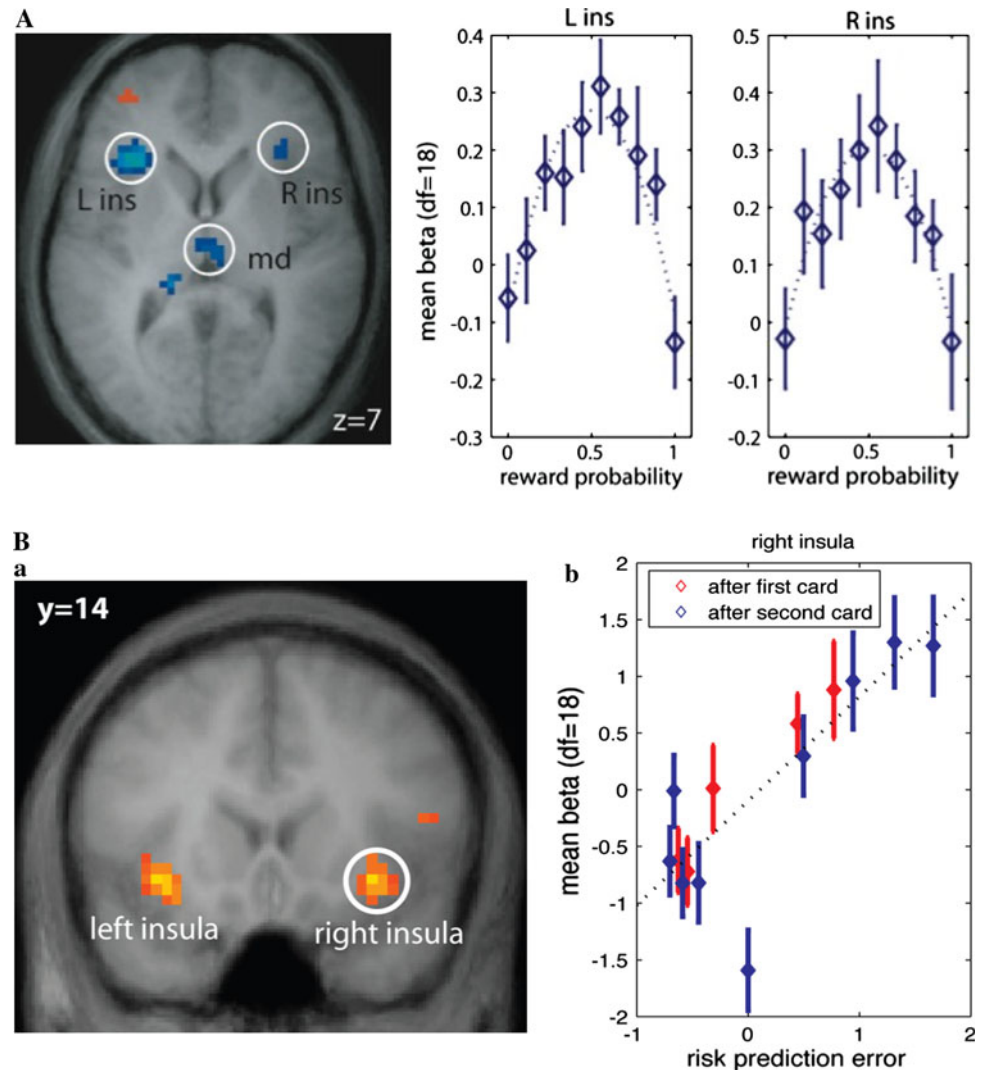 A
L ins
R ins
md
z=7
L ins
mean beta (df=18)
0.4
0.3
0.2
0.1
0
-0.1
-0.2
-0.3
0 0.5 1
reward probability
R ins
0.5
0.4
0.3
0.2
0.1
0
-0.1
-0.2
0 0.5 1
reward probability
B
a
y=14
left insula
right insula
b
right insula
after first card
after second card
mean beta (df=18)
2
1.5
1
0.5
0
-0.5
-1
-1.5
-2
-1 0 1 2
risk prediction error